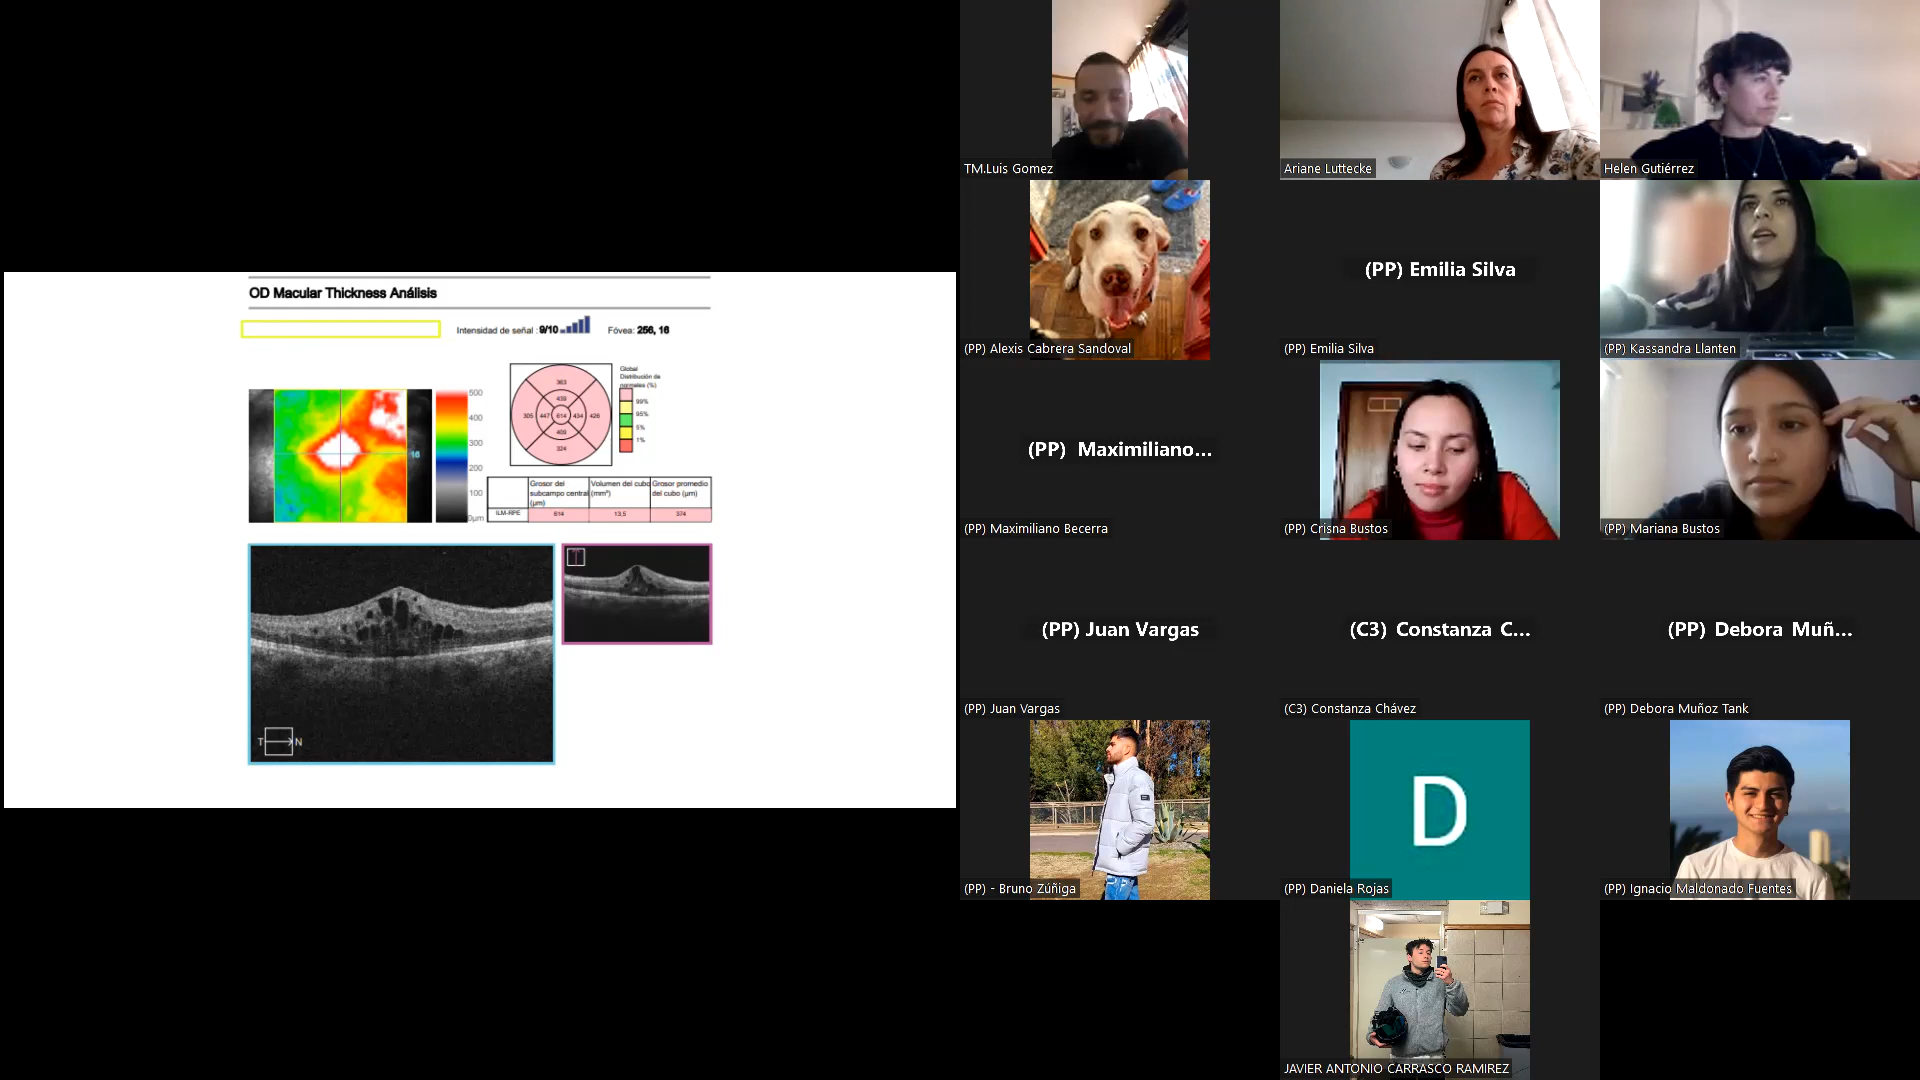 OD Macular Thickness Análisis
Intensidad de señal : 9/10 Fóvea: 256, 16
Global
Distribución de
normales (%)
99%
95%
5%
1%
363
439
305 447 614 434 426
409
324
500
400
300
200
100
0µm
16
Grosor del subcampo central (µm) Volumen del cubo (mm³) Grosor promedio del cubo (µm)
ILM-RPE 614 13,5 374
T N
TM.Luis Gomez
Ariane Luttecke
Helen Gutiérrez
(PP) Alexis Cabrera Sandoval
(PP) Emilia Silva
(PP) Emilia Silva
(PP) Kassandra Llanten
(PP) Maximiliano...
(PP) Maximiliano Becerra
(PP) Crisna Bustos
(PP) Mariana Bustos
(PP) Juan Vargas
(PP) Juan Vargas
(C3) Constanza C...
(C3) Constanza Chávez
(PP) Debora Muñ...
(PP) Debora Muñoz Tank
(PP) - Bruno Zúñiga
D
(PP) Daniela Rojas
(PP) Ignacio Maldonado Fuentes
JAVIER ANTONIO CARRASCO RAMIREZ